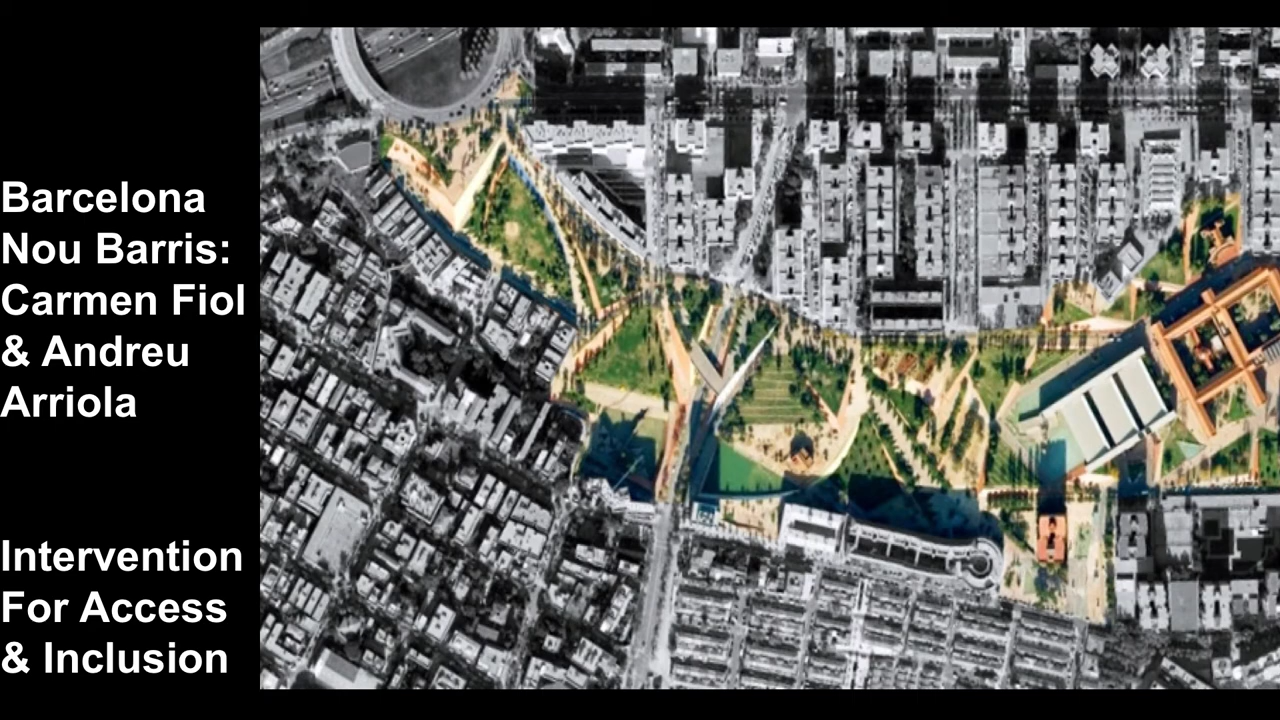 Barcelona
Nou Barris:
Carmen Fiol
& Andreu
Arriola
Intervention
For Access
& Inclusion